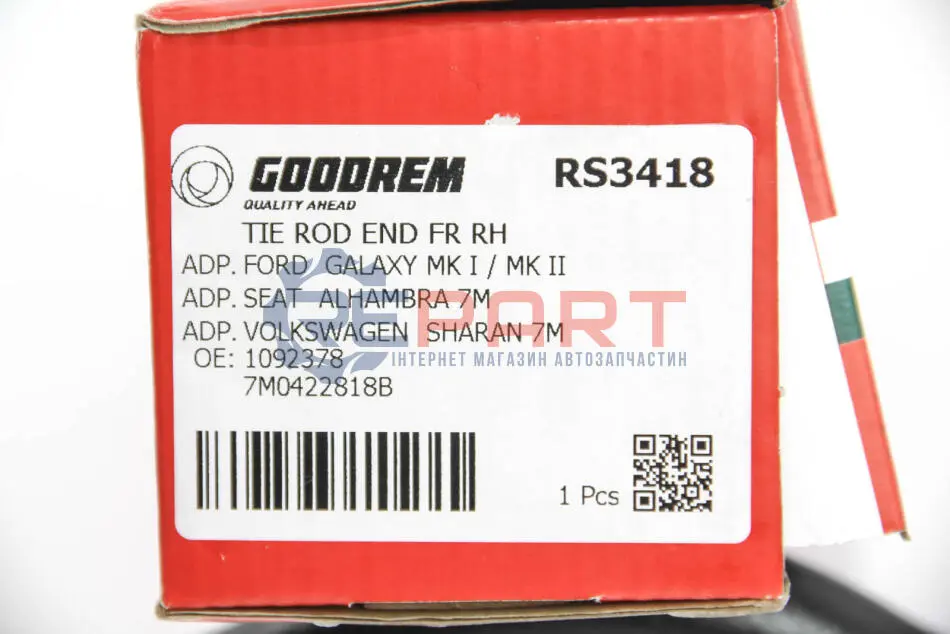 GOODREM
QUALITY AHEAD
RS3418
TIE ROD END FR RH
ADP. FORD GALAXY MK I / MK II
ADP. SEAT ALHAMBRA 7M
ADP. VOLKSWAGEN SHARAN 7M
OE: 1092378
7M0422818B
1 Pcs
REPART
ІНТЕРНЕТ МАГАЗИН АВТОЗАПЧАСТИН